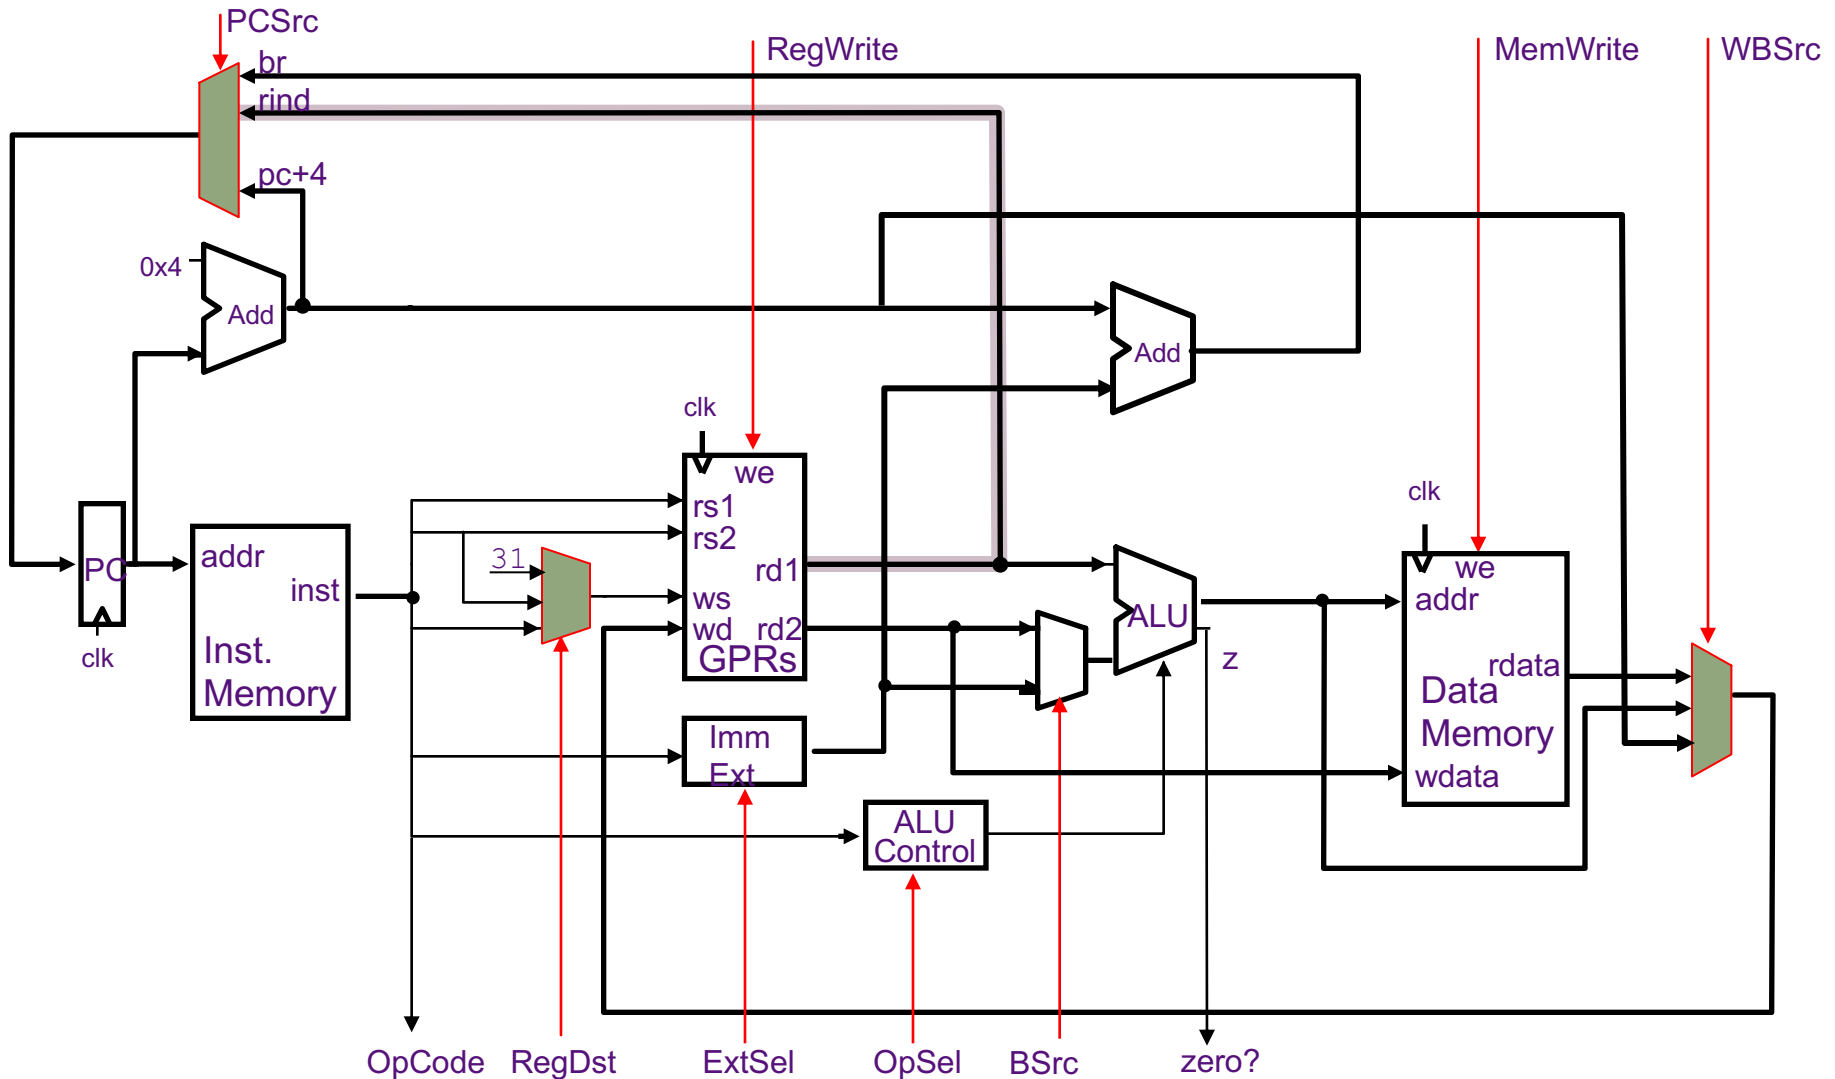 PCSrc
RegWrite
MemWrite
WBSrc
br
rind
pc+4
0x4
Add
Add
clk
we
rs1
rs2
31
rd1
ws
wd
rd2
GPRs
PC
clk
addr
inst
Inst.
Memory
ALU
z
clk
we
addr
rdata
Data
Memory
wdata
Imm
Ext
ALU
Control
OpCode
RegDst
ExtSel
OpSel
BSrc
zero?